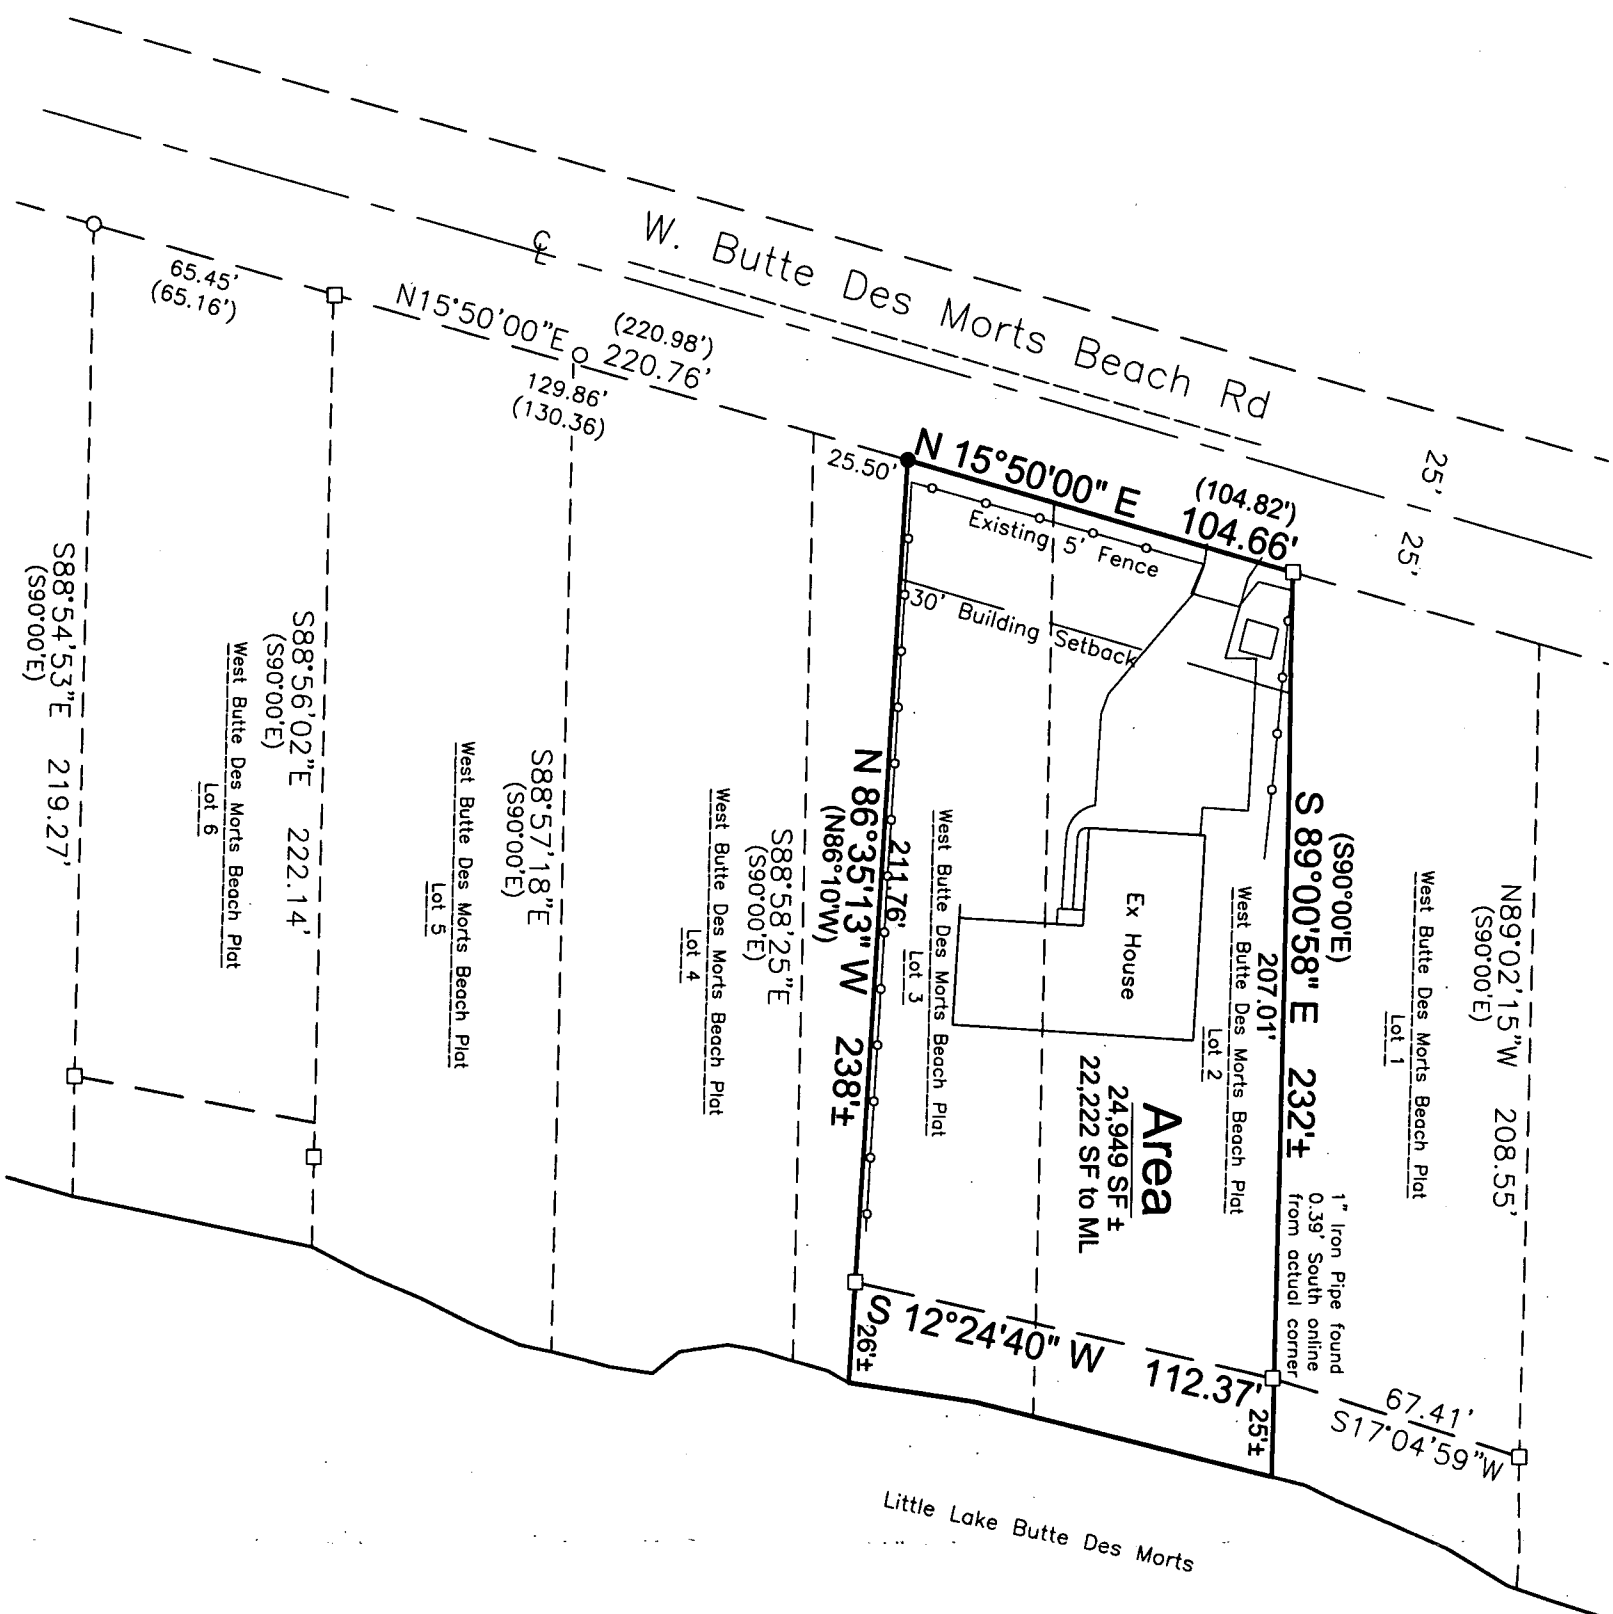 W. Butte Des Morts Beach Rd
℄
65.45'
(65.16')
N15°50'00"E
(220.98')
220.76'
129.86'
(130.36)
25.50'
N 15°50'00" E
(104.82')
104.66'
25'
25'
Existing 5' Fence
30' Building Setback
S88°54'53"E 219.27'
(S90°00'E)
S88°56'02"E 222.14'
(S90°00'E)
West Butte Des Morts Beach Plat
Lot 6
S88°57'18"E
(S90°00'E)
West Butte Des Morts Beach Plat
Lot 5
S88°58'25"E
(S90°00'E)
West Butte Des Morts Beach Plat
Lot 4
N 86°35'13" W 238'±
(N86°10'W)
211.76'
West Butte Des Morts Beach Plat
Lot 3
Ex House
(S90°00'E)
S 89°00'58" E 232'±
207.01'
West Butte Des Morts Beach Plat
Lot 2
West Butte Des Morts Beach Plat
Lot 1
N89°02'15"W 208.55'
(S90°00'E)
Area
24,949 SF ±
22,222 SF to ML
1" Iron Pipe found
0.39' South online
from actual corner
S 12°24'40" W 112.37'
26'±
25'±
67.41'
S17°04'59"W
Little Lake Butte Des Morts